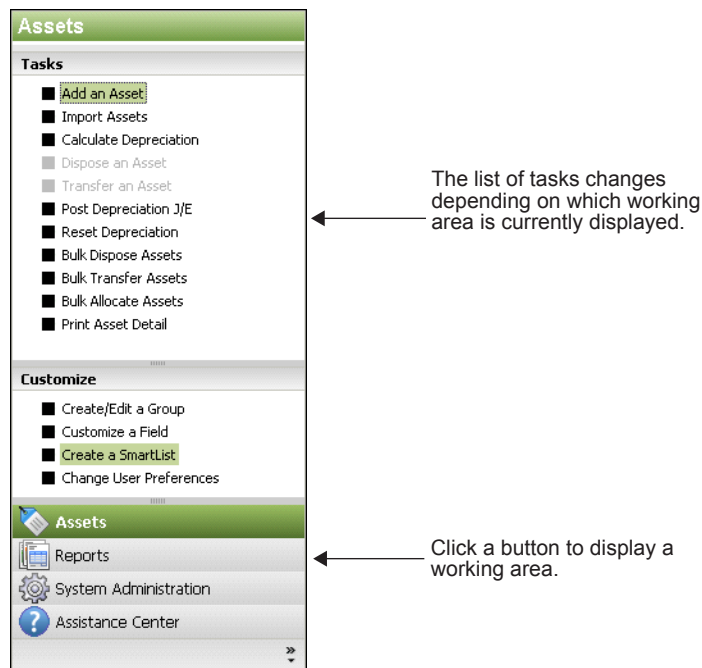 Assets
Tasks
Add an Asset
Import Assets
Calculate Depreciation
Dispose an Asset
Transfer an Asset
Post Depreciation J/E
Reset Depreciation
Bulk Dispose Assets
Bulk Transfer Assets
Bulk Allocate Assets
Print Asset Detail
Customize
Create/Edit a Group
Customize a Field
Create a SmartList
Change User Preferences
Assets
Reports
System Administration
Assistance Center
The list of tasks changes
depending on which working
area is currently displayed.
Click a button to display a
working area.